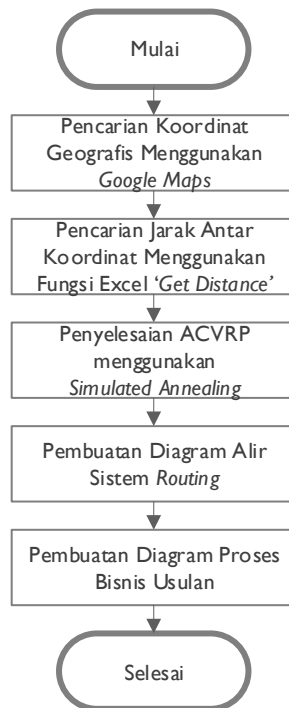 Mulai
Pencarian Koordinat
Geografis Menggunakan
Google Maps
Pencarian Jarak Antar
Koordinat Menggunakan
Fungsi Excel ‘Get Distance’
Penyelesaian ACVRP
menggunakan
Simulated Annealing
Pembuatan Diagram Alir
Sistem Routing
Pembuatan Diagram Proses
Bisnis Usulan
Selesai